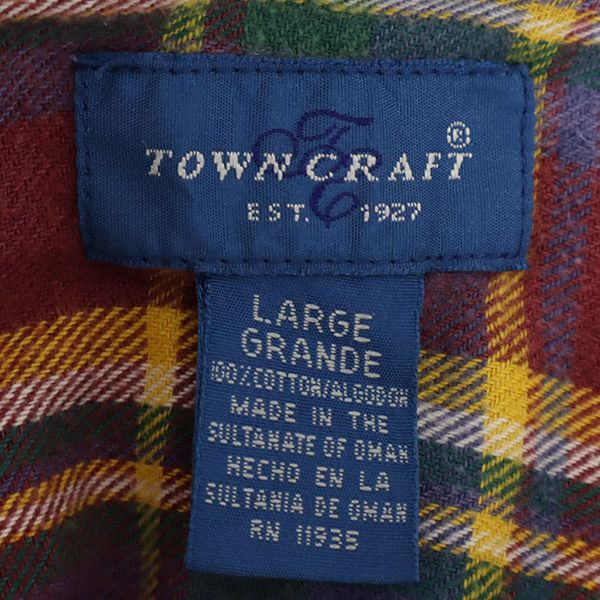 TOWNCRAFT®
TC
EST. 1927
LARGE
GRANDE
100% COTTON/ALGODON
MADE IN THE
SULTANATE OF OMAN
HECHO EN LA
SULTANIA DE OMAN
RN 11935